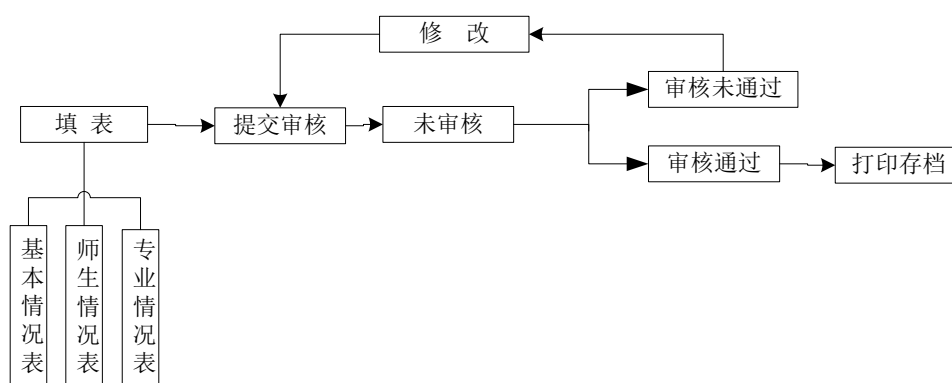 修 改
审核未通过
填 表
提交审核
未审核
审核通过
打印存档
基本情况表
师生情况表
专业情况表